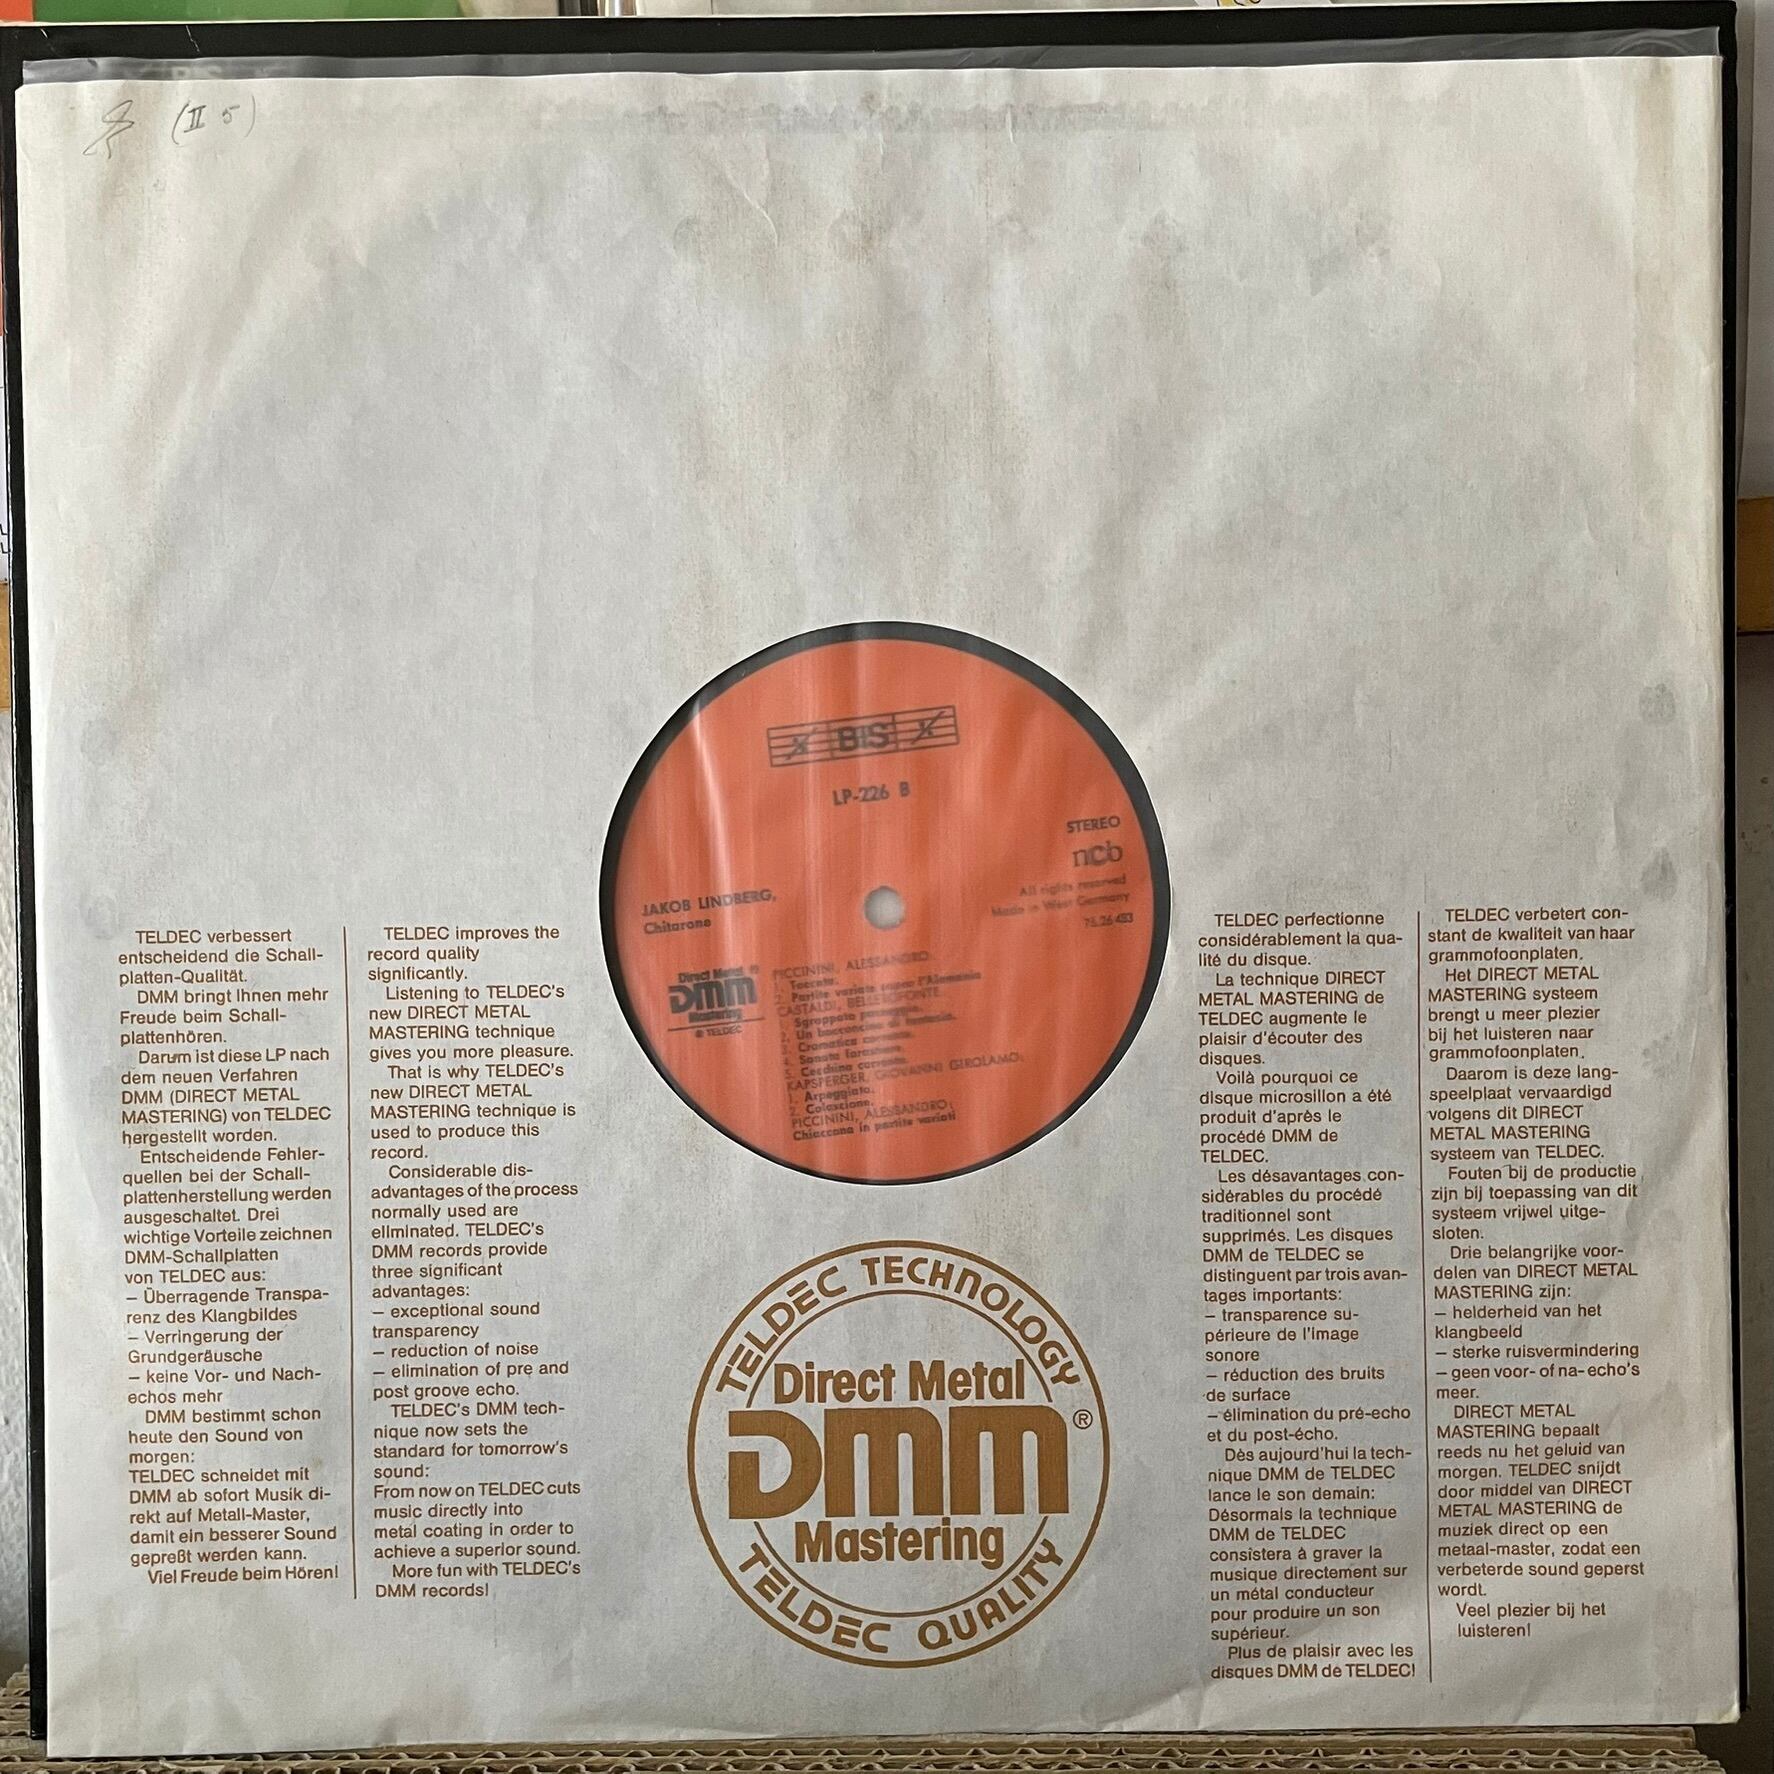 (II 5)
BIS
LP-226 B
STEREO
ncb
All rights reserved
Made in West Germany
76.26 453
JAKOB LINDBERG,
Chitarone
Direct Metal ®
DMM
Mastering
© TELDEC
PICCININI, ALESSANDRO
1. Toccata.
2. Partite variate sopra l'Alemania
CASTALDI, BELLEROFONTE
1. Sgroppato passeggio.
2. Un bocconcino di fantasia.
3. Cromatica corrente.
4. Sonata
5. Cecchina corrente.
KAPSPERGER, GIOVANNI GIROLAMO:
1. Arpeggiata.
2. Colascione.
PICCININI, ALESSANDRO:
Chiaccona in partite variati
TELDEC verbessert
entscheidend die Schall-
platten-Qualität.
DMM bringt Ihnen mehr
Freude beim Schall-
plattenhören.
Darum ist diese LP nach
dem neuen Verfahren
DMM (DIRECT METAL
MASTERING) von TELDEC
hergestellt worden.
Entscheidende Fehler-
quellen bei der Schall-
plattenherstellung werden
ausgeschaltet. Drei
wichtige Vorteile zeichnen
DMM-Schallplatten
von TELDEC aus:
– Überragende Transpa-
renz des Klangbildes
– Verringerung der
Grundgeräusche
– keine Vor- und Nach-
echos mehr
DMM bestimmt schon
heute den Sound von
morgen:
TELDEC schneidet mit
DMM ab sofort Musik di-
rekt auf Metall-Master,
damit ein besserer Sound
gepreßt werden kann.
Viel Freude beim Hören!
TELDEC improves the
record quality
significantly.
Listening to TELDEC's
new DIRECT METAL
MASTERING technique
gives you more pleasure.
That is why TELDEC's
new DIRECT METAL
MASTERING technique is
used to produce this
record.
Considerable dis-
advantages of the process
normally used are
eliminated. TELDEC's
DMM records provide
three significant
advantages:
– exceptional sound
transparency
– reduction of noise
– elimination of pre and
post groove echo.
TELDEC's DMM tech-
nique now sets the
standard for tomorrow's
sound:
From now on TELDEC cuts
music directly into
metal coating in order to
achieve a superior sound.
More fun with TELDEC's
DMM records!
TELDEC TECHNOLOGY
Direct Metal
DMM®
Mastering
TELDEC QUALITY
TELDEC perfectionne
considérablement la qua-
lité du disque.
La technique DIRECT
METAL MASTERING de
TELDEC augmente le
plaisir d'écouter des
disques.
Voilà pourquoi ce
disque microsillon a été
produit d'après le
procédé DMM de
TELDEC.
Les désavantages con-
sidérables du procédé
traditionnel sont
supprimés. Les disques
DMM de TELDEC se
distinguent par trois avan-
tages importants:
– transparence su-
périeure de l'image
sonore
– réduction des bruits
de surface
– élimination du pré-echo
et du post-écho.
Dès aujourd'hui la tech-
nique DMM de TELDEC
lance le son demain:
Désormais la technique
DMM de TELDEC
consistera à graver la
musique directement sur
un métal conducteur
pour produire un son
supérieur.
Plus de plaisir avec les
disques DMM de TELDEC!
TELDEC verbetert con-
stant de kwaliteit van haar
grammofoonplaten.
Het DIRECT METAL
MASTERING systeem
brengt u meer plezier
bij het luisteren naar
grammofoonplaten.
Daarom is deze lang-
speelplaat vervaardigd
volgens dit DIRECT
METAL MASTERING
systeem van TELDEC.
Fouten bij de productie
zijn bij toepassing van dit
systeem vrijwel uitge-
sloten.
Drie belangrijke voor-
delen van DIRECT METAL
MASTERING zijn:
– helderheid van het
klangbeeld
– sterke ruisvermindering
– geen voor- of na-echo's
meer.
DIRECT METAL
MASTERING bepaalt
reeds nu het geluid van
morgen. TELDEC snijdt
door middel van DIRECT
METAL MASTERING de
muziek direct op een
metaal-master, zodat een
verbeterde sound geperst
wordt.
Veel plezier bij het
luisteren!